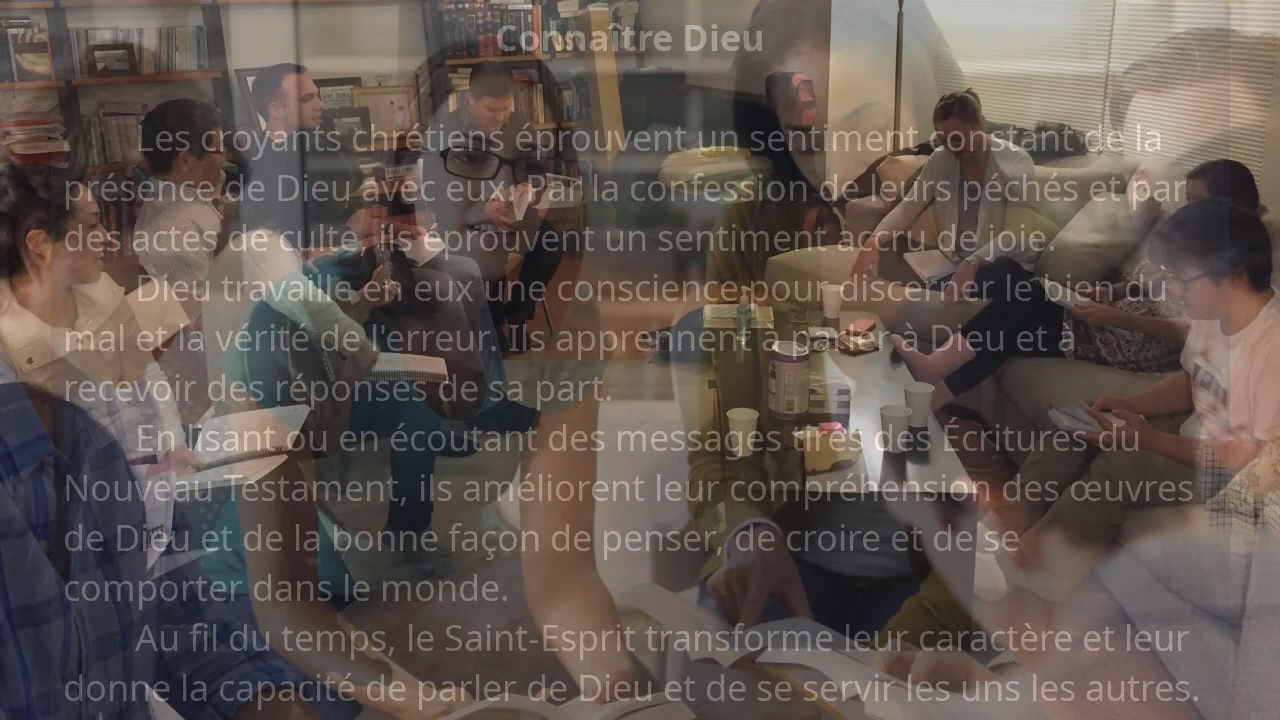 Connaître Dieu
Les croyants chrétiens éprouvent un sentiment constant de la
présence de Dieu avec eux. Par la confession de leurs péchés et par
des actes de culte, ils éprouvent un sentiment de paix et de joie.
Dieu travaille avec eux une conscience pour discerner le bien du
mal et la vérité de l'erreur. Ils apprennent à prier Dieu et à
recevoir des réponses de sa part.
En lisant ou en écoutant des messages des Écritures du
Nouveau Testament, ils améliorent leur compréhension des œuvres
de Dieu et de la bonne façon de penser, de croire et de se
comporter dans le monde.
Au fil du temps, le Saint-Esprit transforme leur caractère et leur
donne la capacité de parler de Dieu et de se servir les uns les autres.